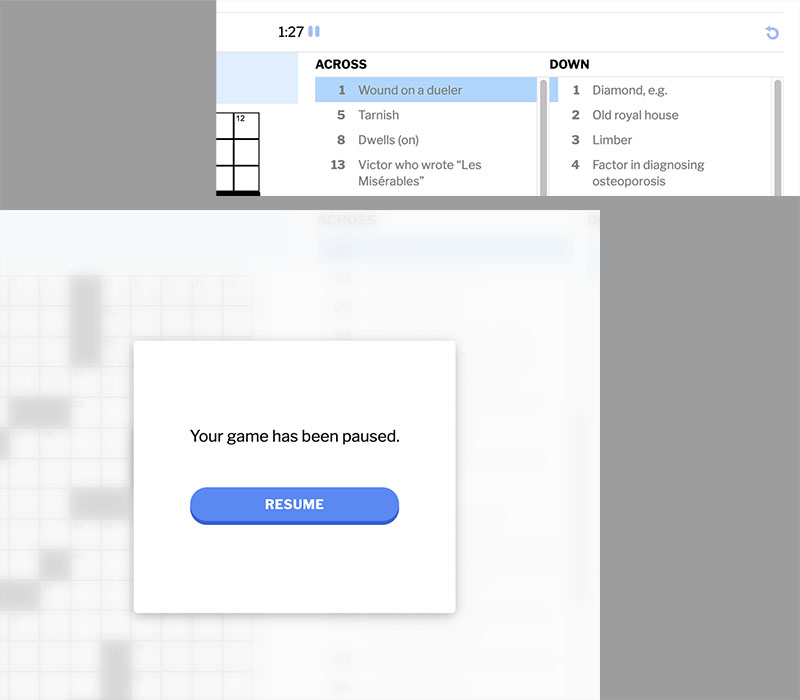 1:27
ACROSS
DOWN
1 Wound on a dueler
5 Tarnish
8 Dwells (on)
13 Victor who wrote “Les
Misérables”
1 Diamond, e.g.
2 Old royal house
3 Limber
4 Factor in diagnosing
osteoporosis
12
ACROSS
Your game has been paused.
RESUME